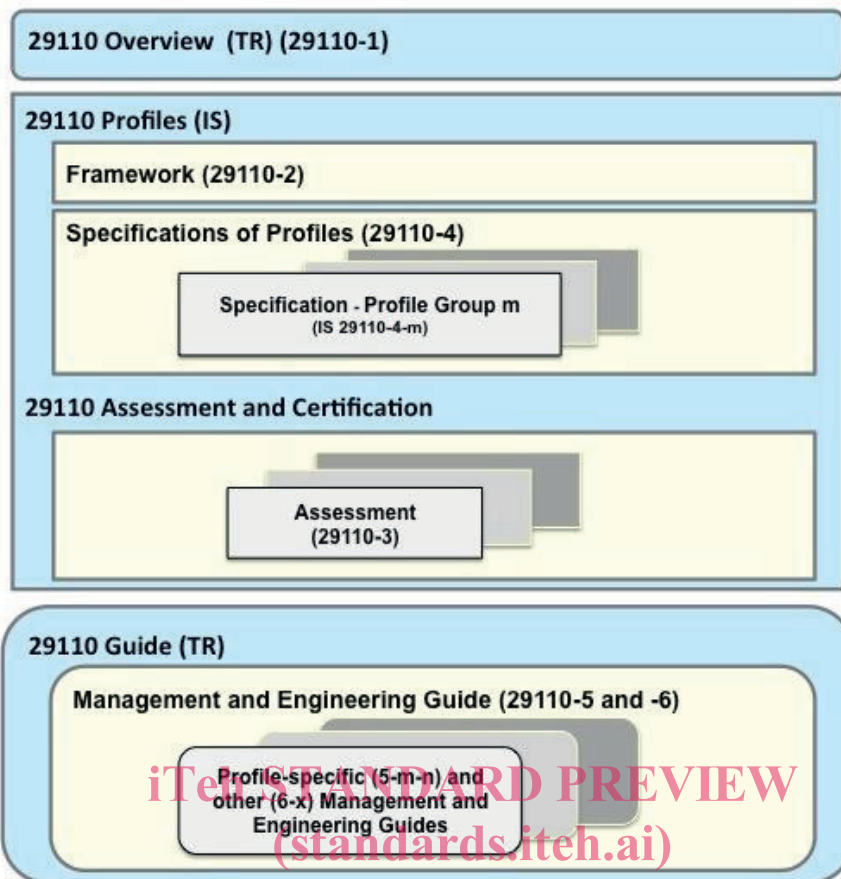 29110 Overview (TR) (29110-1)
29110 Profiles (IS)
Framework (29110-2)
Specifications of Profiles (29110-4)
Specification - Profile Group m
(IS 29110-4-m)
29110 Assessment and Certification
Assessment
(29110-3)
29110 Guide (TR)
Management and Engineering Guide (29110-5 and -6)
Profile-specific (5-m-n) and
other (6-x) Management and
Engineering Guides
iTeh STANDARD PREVIEW
(standards.iteh.ai)